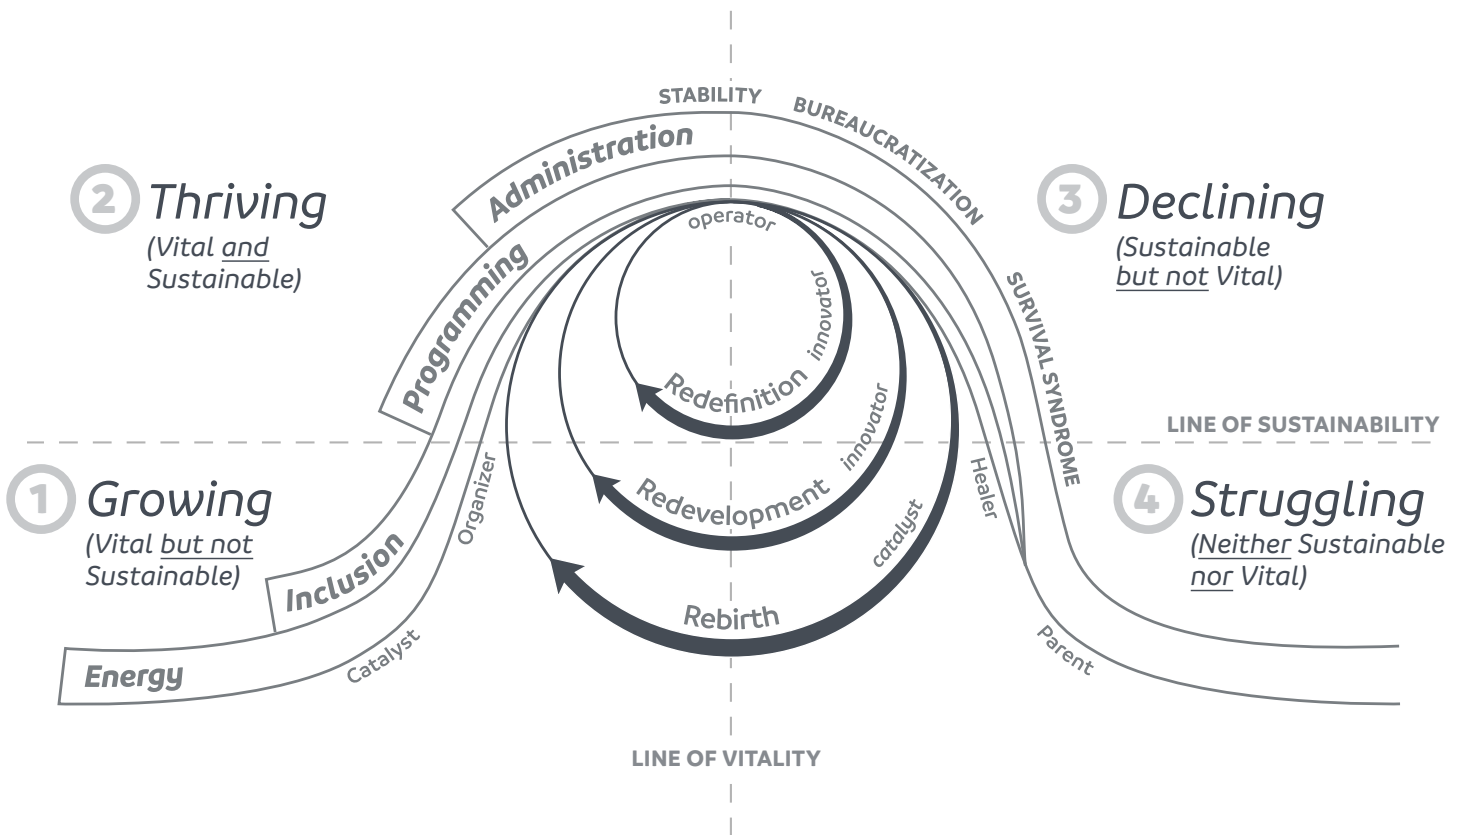 STABILITY
BUREAUCRATIZATION
Administration
2
Thriving
(Vital and
Sustainable)
3
Declining
(Sustainable
but not Vital)
operator
Programming
innovator
SURVIVAL SYNDROME
Redefinition
innovator
LINE OF SUSTAINABILITY
1
Growing
(Vital but not
Sustainable)
Organizer
Redevelopment
Healer
4
Struggling
(Neither Sustainable
nor Vital)
catalyst
Inclusion
Rebirth
Catalyst
Parent
Energy
LINE OF VITALITY